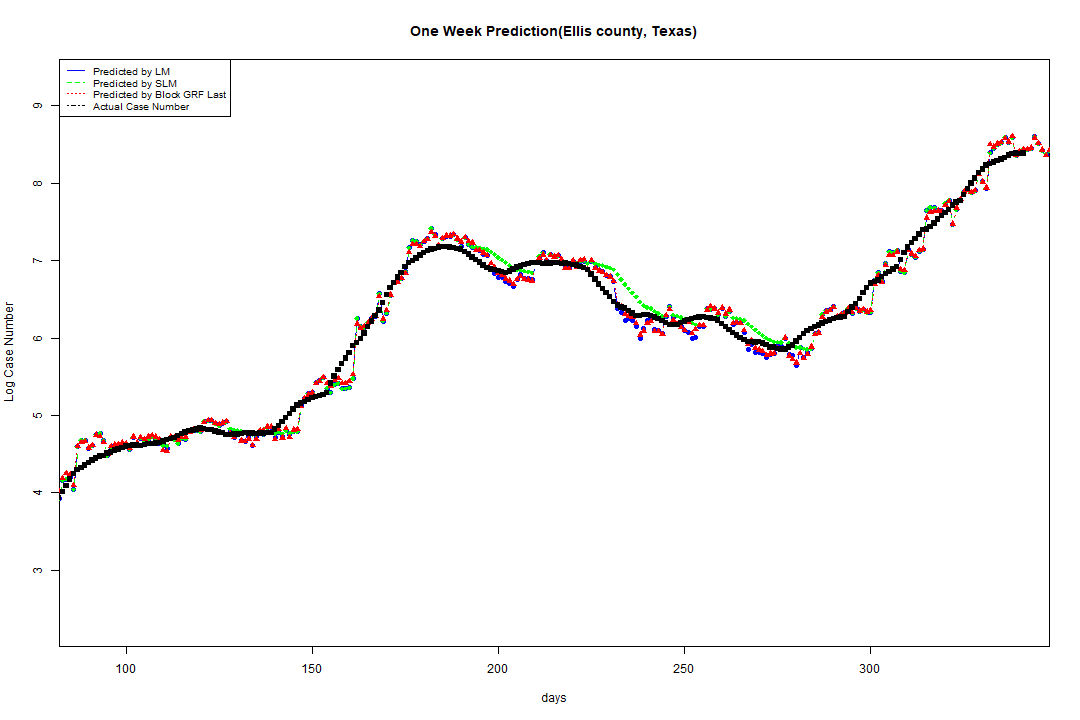 One Week Prediction(Ellis county, Texas)
Predicted by LM
Predicted by SLM
Predicted by Block GRF Last
Actual Case Number
Log Case Number
9
8
7
6
5
4
3
100 150 200 250 300
days